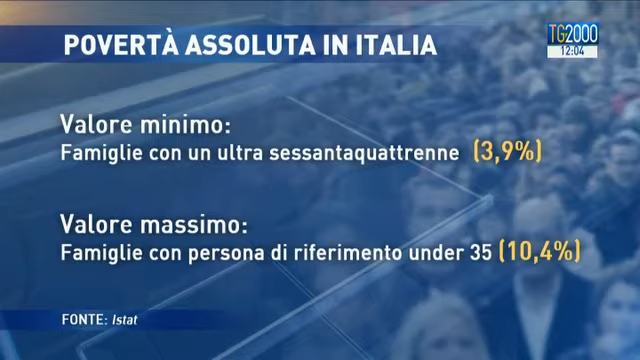 POVERTÀ ASSOLUTA IN ITALIA
TG2000
12:04
Valore minimo:
Famiglie con un ultra sessantaquattrenne (3,9%)
Valore massimo:
Famiglie con persona di riferimento under 35 (10,4%)
FONTE: Istat